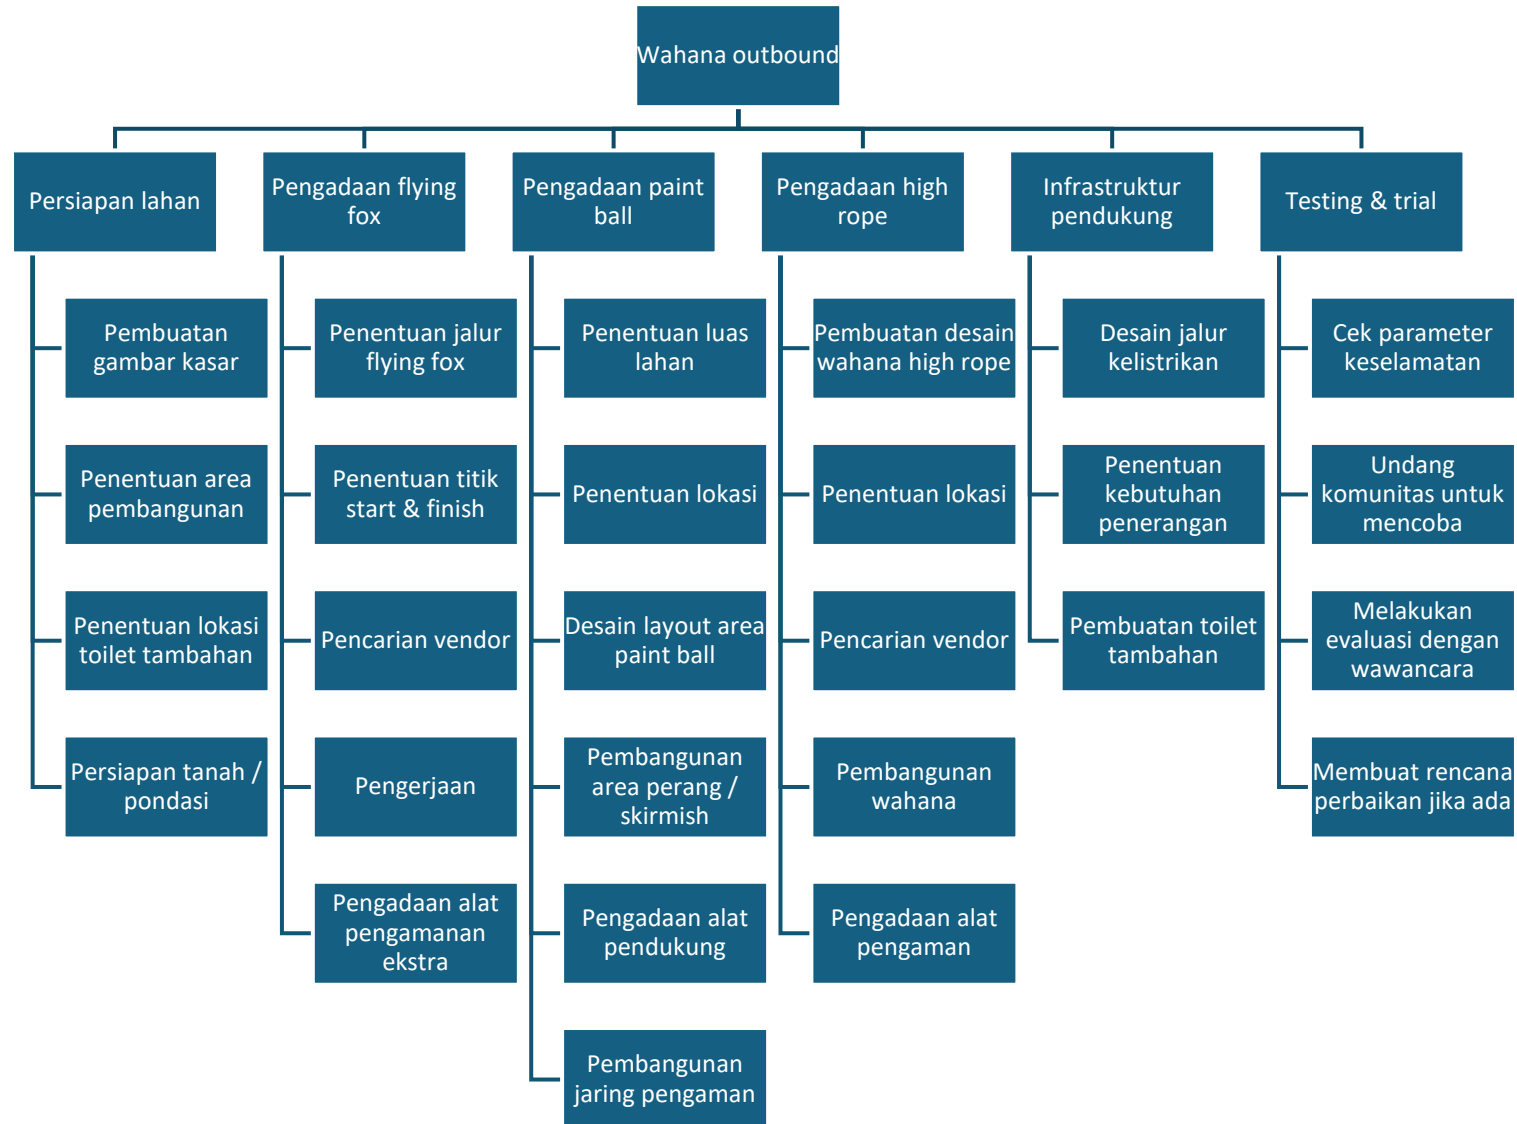 Wahana outbound
Persiapan lahan
Pembuatan
gambar kasar
Penentuan area
pembangunan
Penentuan lokasi
toilet tambahan
Persiapan tanah /
pondasi
Pengadaan flying
fox
Penentuan jalur
flying fox
Penentuan titik
start & finish
Pencarian vendor
Pengerjaan
Pengadaan alat
pengamanan
ekstra
Pengadaan paint
ball
Penentuan luas
lahan
Penentuan lokasi
Desain layout area
paint ball
Pembangunan
area perang /
skirmish
Pengadaan alat
pendukung
Pembangunan
jaring pengaman
Pengadaan high
rope
Pembuatan desain
wahana high rope
Penentuan lokasi
Pencarian vendor
Pembangunan
wahana
Pengadaan alat
pengaman
Infrastruktur
pendukung
Desain jalur
kelistrikan
Penentuan
kebutuhan
penerangan
Pembuatan toilet
tambahan
Testing & trial
Cek parameter
keselamatan
Undang
komunitas untuk
mencoba
Melakukan
evaluasi dengan
wawancara
Membuat rencana
perbaikan jika ada